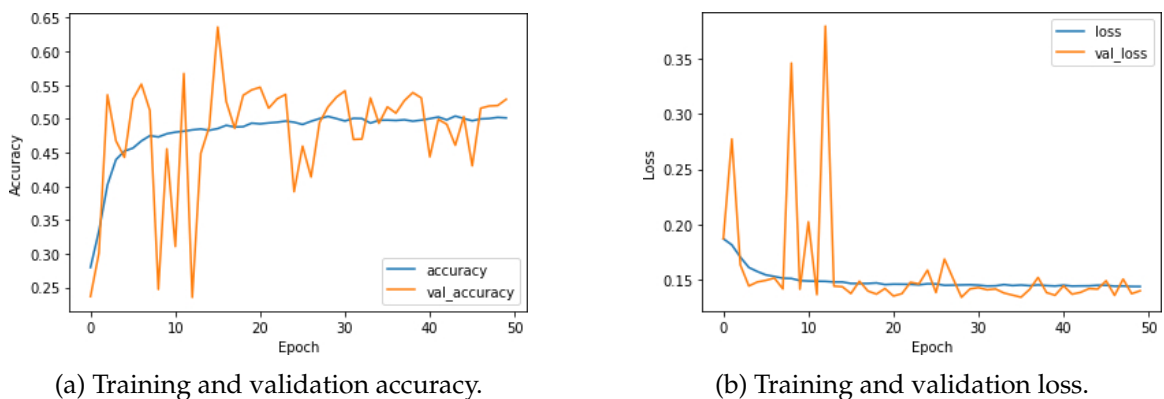 0.65
0.60
0.55
0.50
0.45
0.40
0.35
0.30
0.25
Accuracy
0 10 20 30 40 50
Epoch
accuracy
val_accuracy
(a) Training and validation accuracy.
0.35
0.30
0.25
0.20
0.15
Loss
0 10 20 30 40 50
Epoch
loss
val_loss
(b) Training and validation loss.